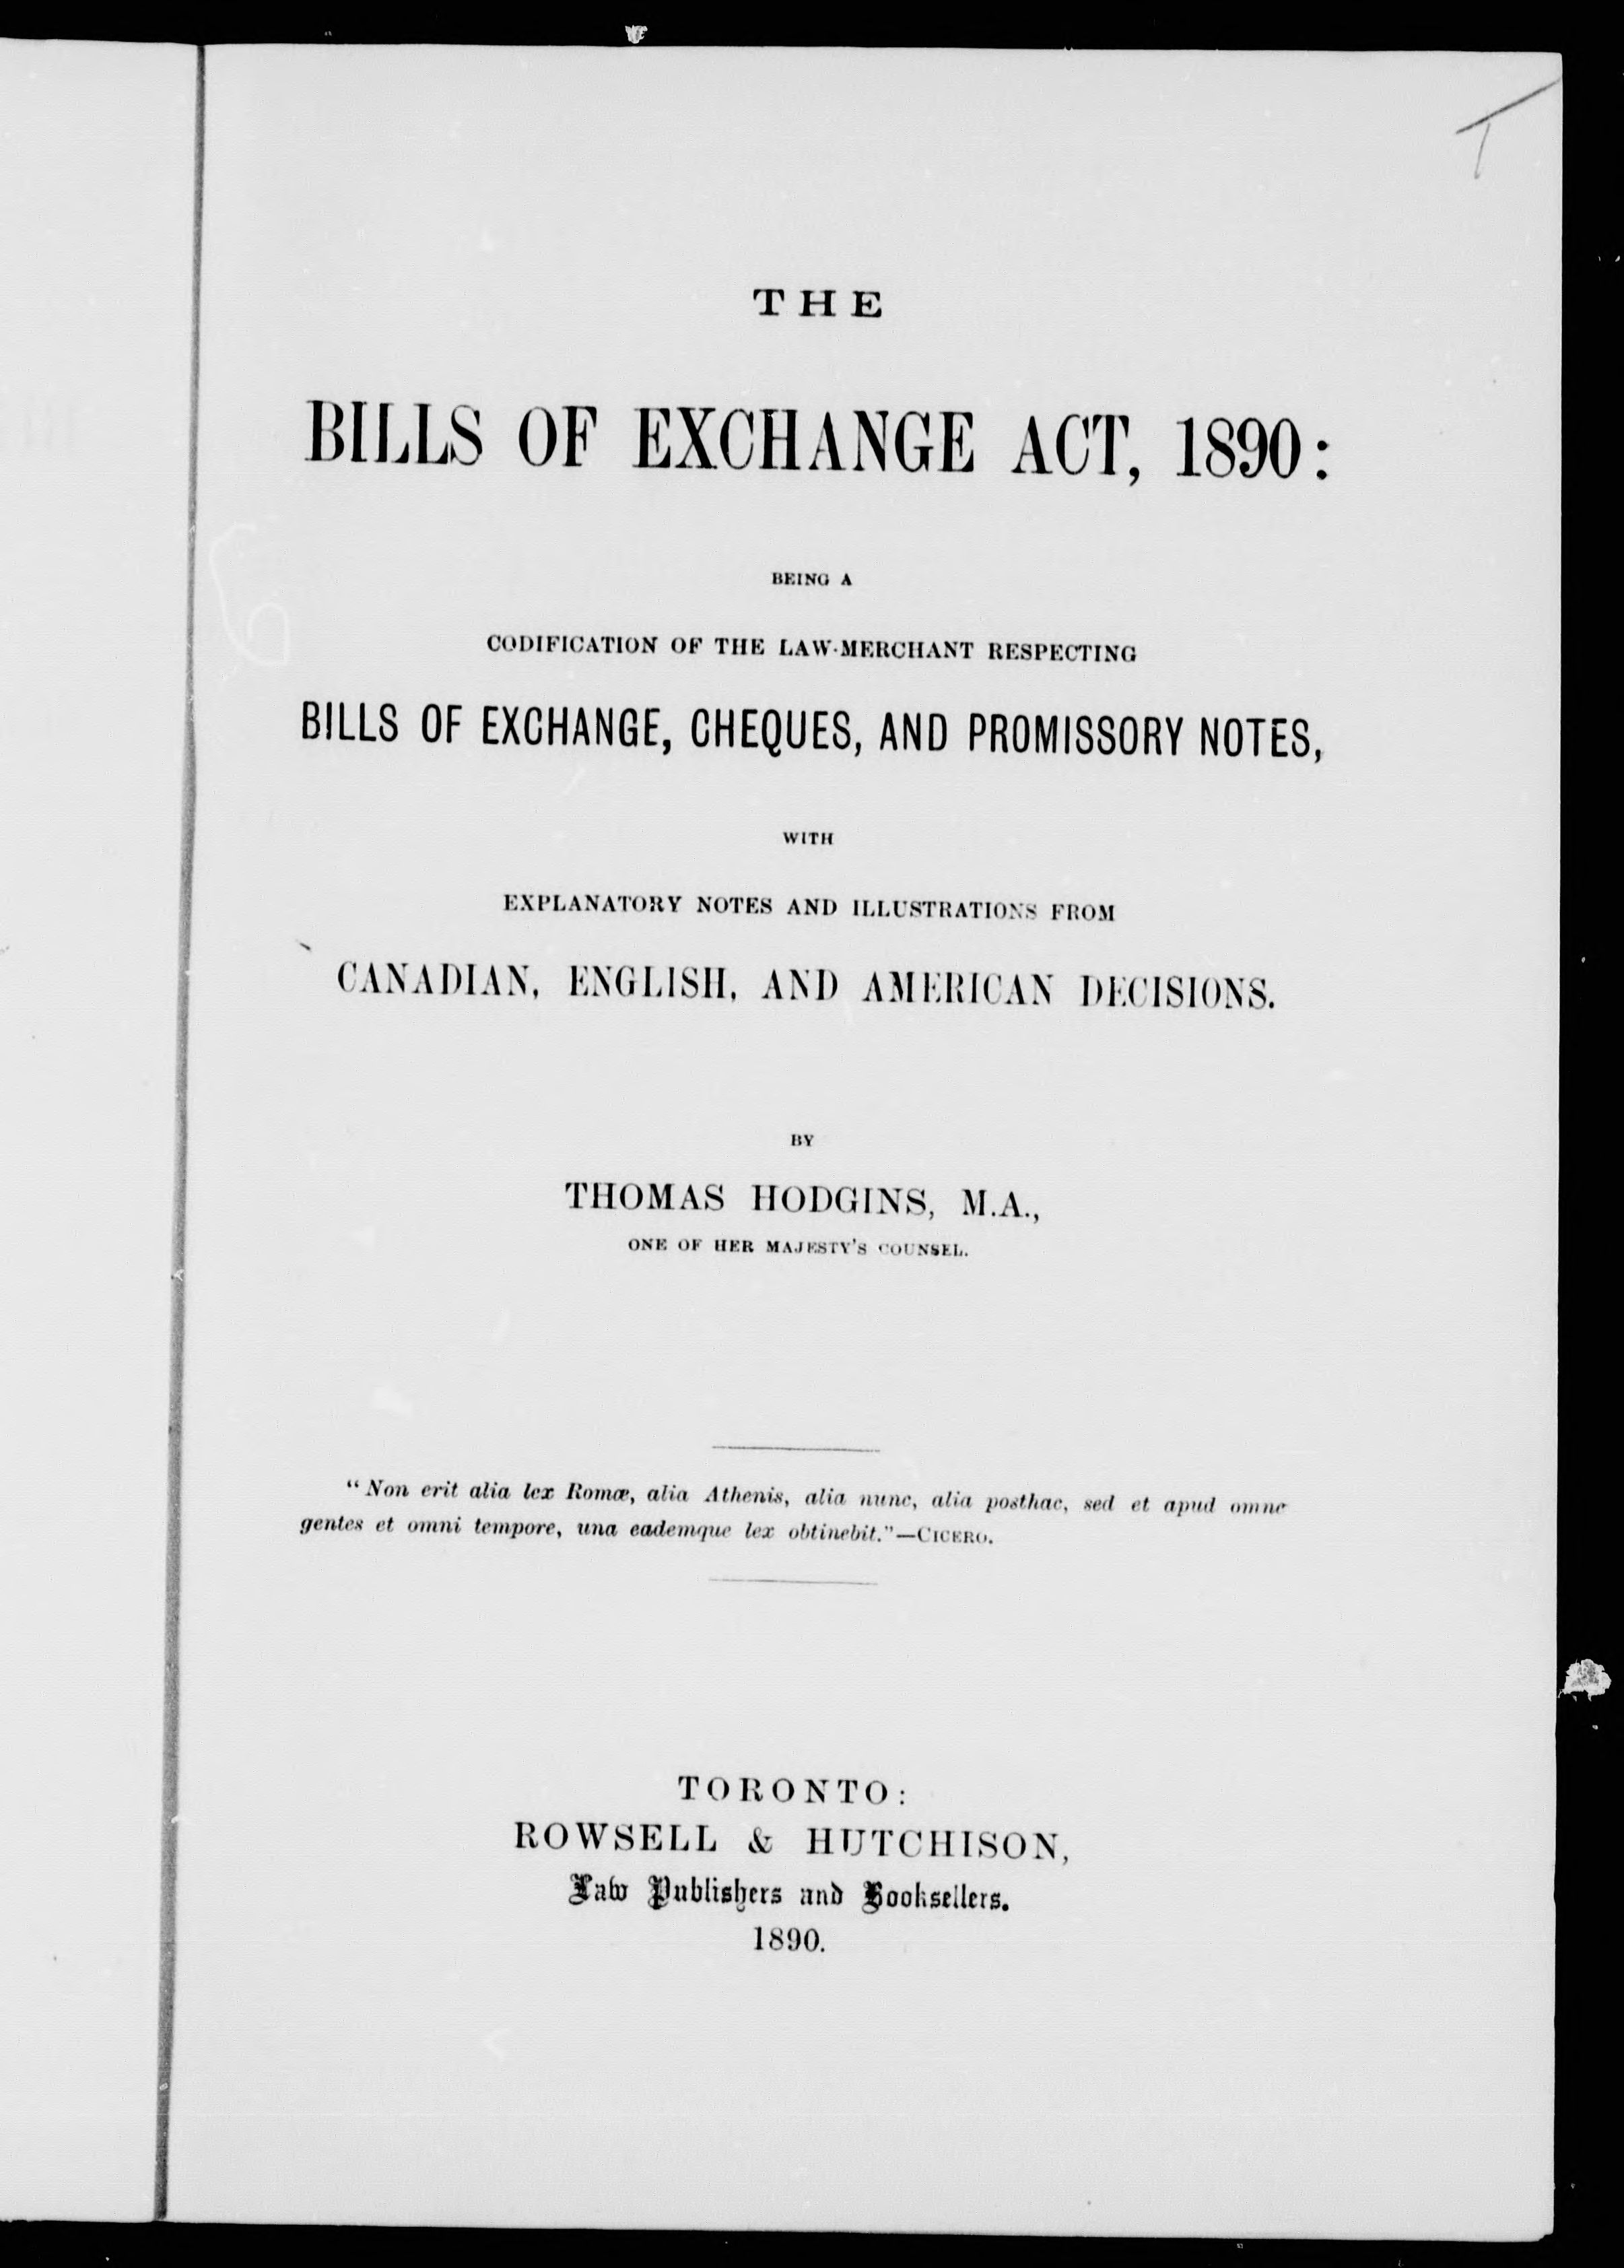 THE
BILLS OF EXCHANGE ACT, 1890:
BEING A
CODIFICATION OF THE LAW-MERCHANT RESPECTING
BILLS OF EXCHANGE, CHEQUES, AND PROMISSORY NOTES,
WITH
EXPLANATORY NOTES AND ILLUSTRATIONS FROM
CANADIAN, ENGLISH, AND AMERICAN DECISIONS.
BY
THOMAS HODGINS, M.A.,
ONE OF HER MAJESTY'S COUNSEL.
“Non erit alia lex Romæ, alia Athenis, alia nunc, alia posthac, sed et apud omne
gentes et omni tempore, una eademque lex obtinebit.”—CICERO.
TORONTO:
ROWSELL & HUTCHISON,
Law Publishers and Booksellers.
1890.